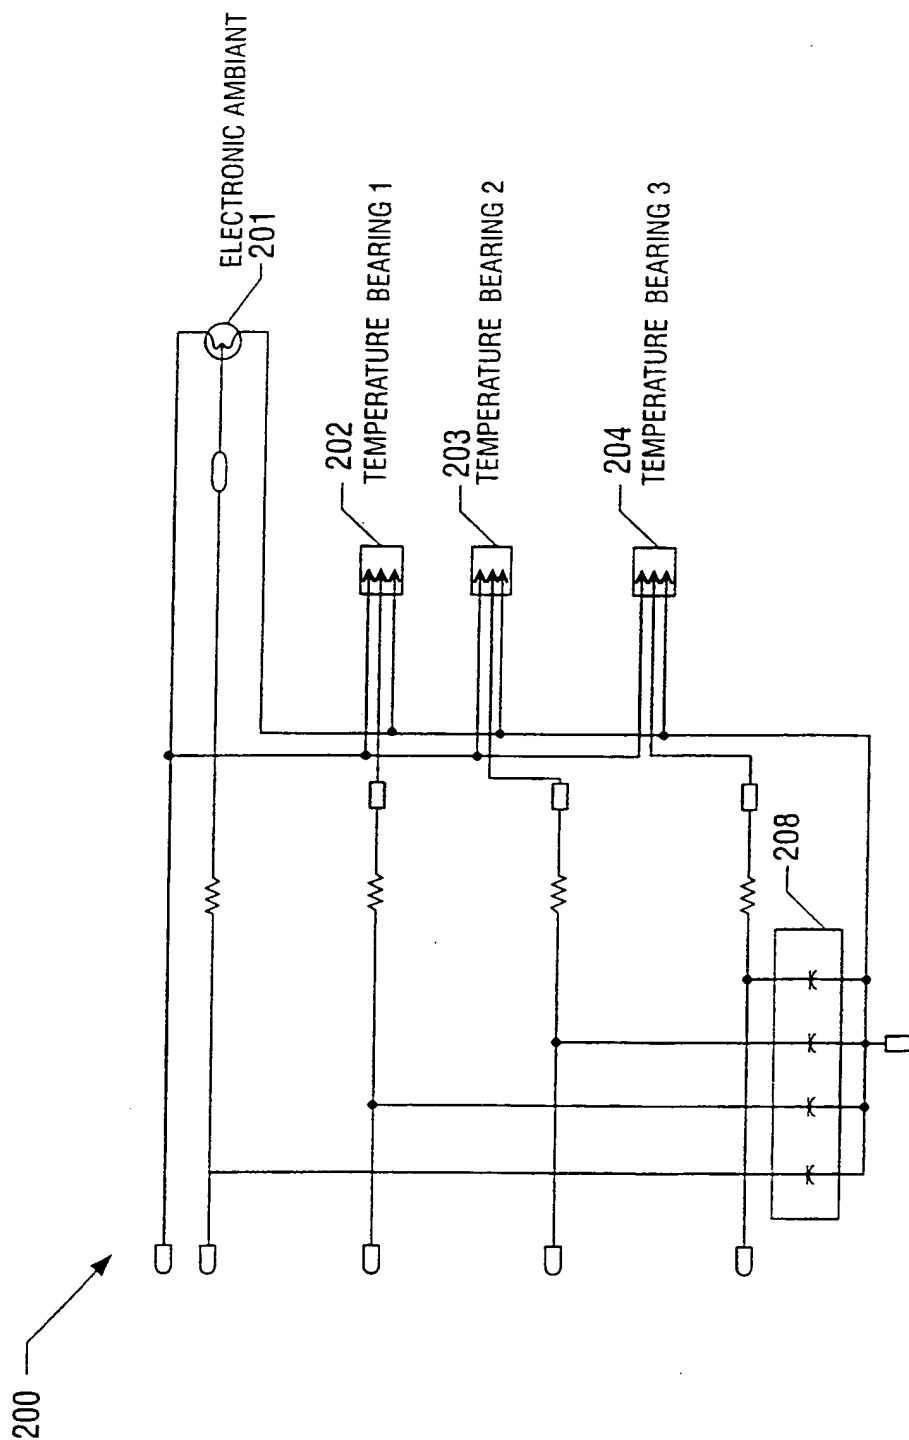 ELECTRONIC AMBIANT
201
202
TEMPERATURE BEARING 1
203
TEMPERATURE BEARING 2
204
TEMPERATURE BEARING 3
208
200